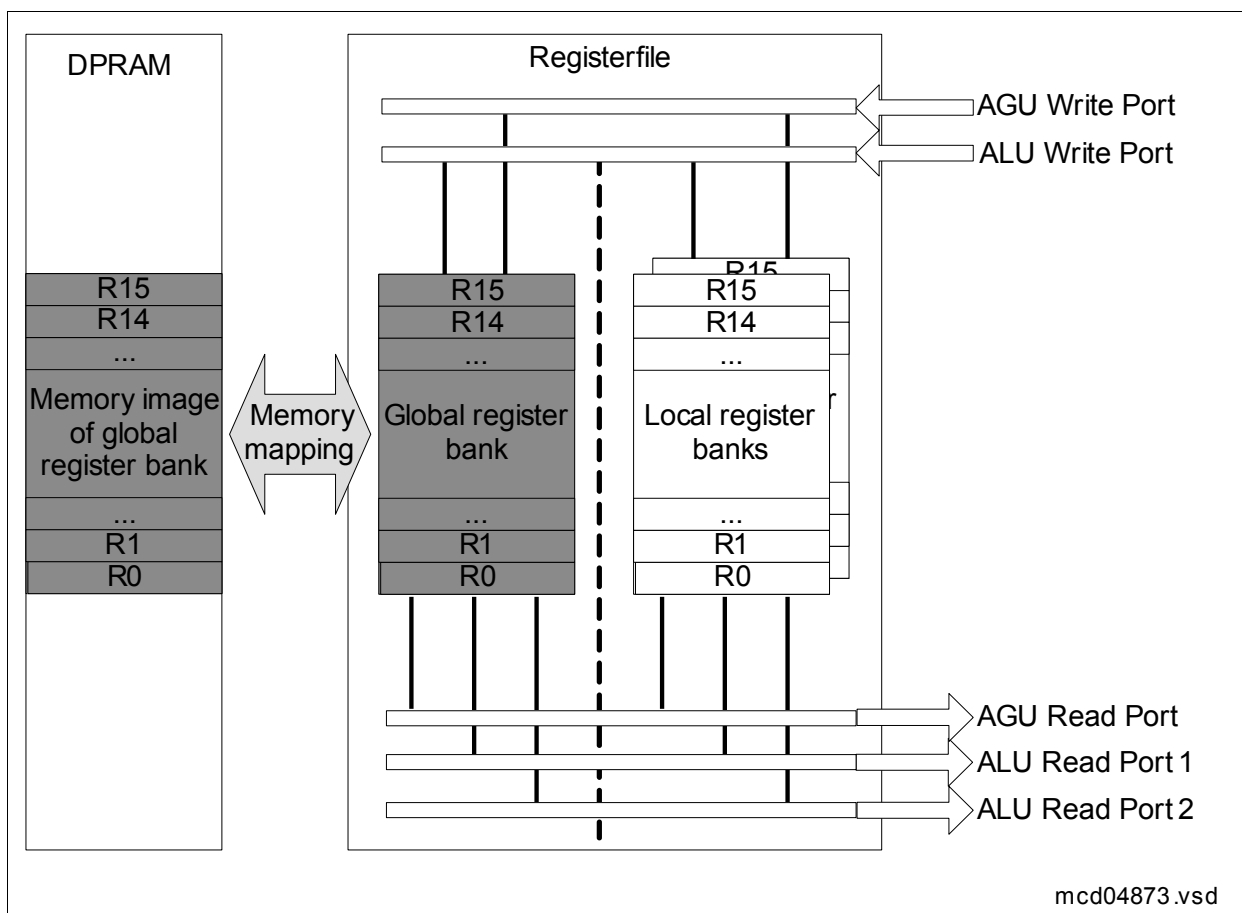 DPRAM
Registerfile
AGU Write Port
ALU Write Port
R15
R14
...
Memory image
of global
register bank
...
R1
R0
Memory
mapping
R15
R14
...
Global register
bank
...
R1
R0
R15
R15
R14
...
Local register
banks
...
R1
R0
AGU Read Port
ALU Read Port 1
ALU Read Port 2
mcd04873.vsd